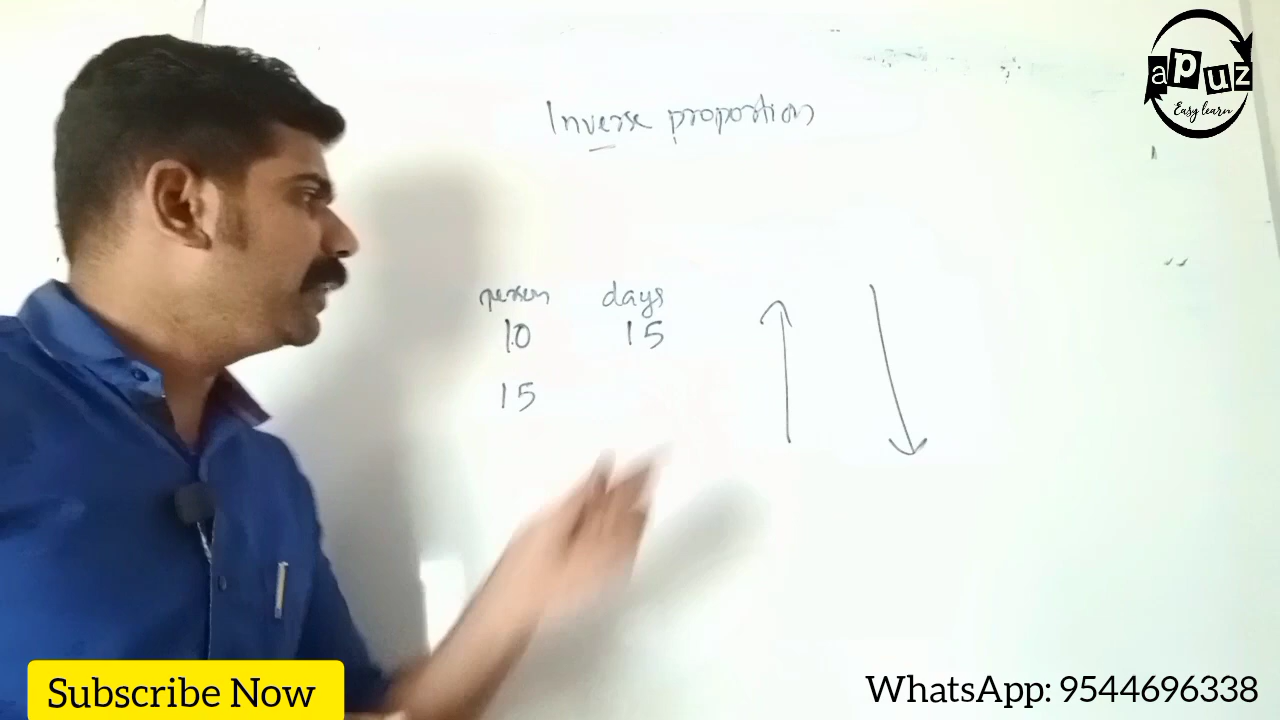 apuz
Easy learn
Inverse proportion
person days
10 15
15
Subscribe Now
WhatsApp: 9544696338